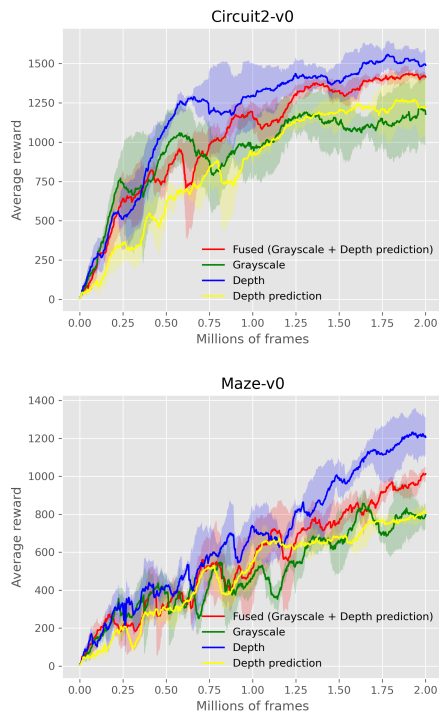 Circuit2-v0
Average reward
1500
1250
1000
750
500
250
0
Fused (Grayscale + Depth prediction)
Grayscale
Depth
Depth prediction
0.00 0.25 0.50 0.75 1.00 1.25 1.50 1.75 2.00
Millions of frames
Maze-v0
Average reward
1400
1200
1000
800
600
400
200
0
Fused (Grayscale + Depth prediction)
Grayscale
Depth
Depth prediction
0.00 0.25 0.50 0.75 1.00 1.25 1.50 1.75 2.00
Millions of frames